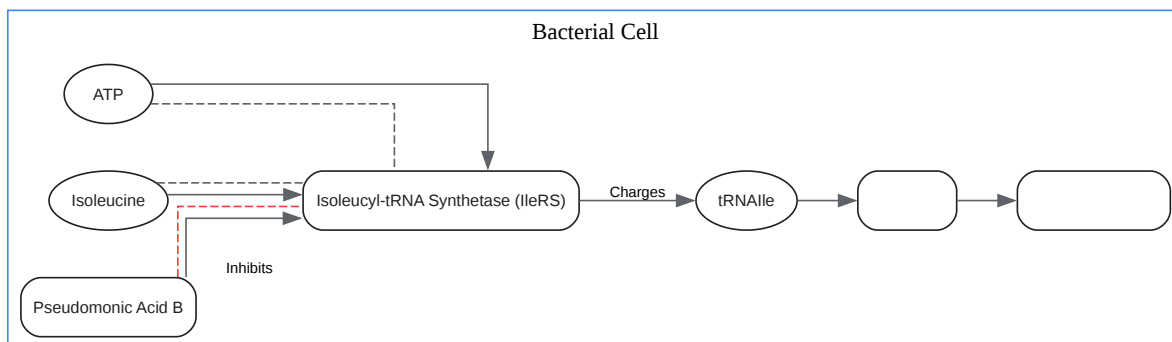 Bacterial Cell
ATP
Isoleucine
Isoleucyl-tRNA Synthetase (IleRS)
Charges
tRNAIle
Inhibits
Pseudomonic Acid B